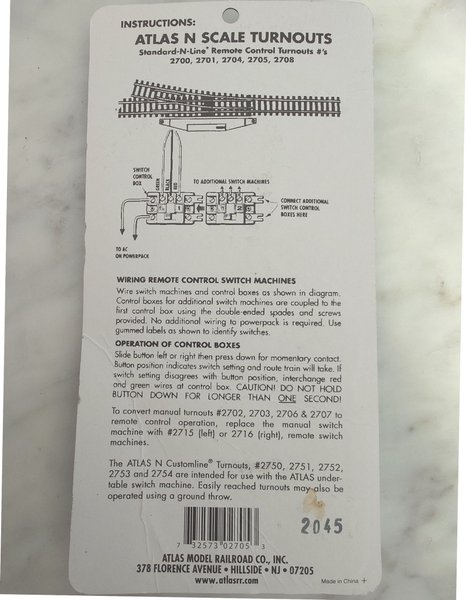 INSTRUCTIONS:
ATLAS N SCALE TURNOUTS
Standard-N-Line® Remote Control Turnouts #'s
2700, 2701, 2704, 2705, 2708
SWITCH
CONTROL
BOX
GREEN
BLACK
RED
TO ADDITIONAL SWITCH MACHINES
CONNECT ADDITIONAL
SWITCH CONTROL
BOXES HERE
TO AC
ON POWERPACK
WIRING REMOTE CONTROL SWITCH MACHINES
Wire switch machines and control boxes as shown in diagram.
Control boxes for additional switch machines are coupled to the
first control box using the double-ended spades and screws
provided. No additional wiring to powerpack is required. Use
gummed labels as shown to identify switches.
OPERATION OF CONTROL BOXES
Slide button left or right then press down for momentary contact.
Button position indicates switch setting and route train will take. If
switch setting disagrees with button position, interchange red
and green wires at control box. CAUTION! DO NOT HOLD
BUTTON DOWN FOR LONGER THAN ONE SECOND!
To convert manual turnouts #2702, 2703, 2706 & 2707 to
remote control operation, replace the manual switch
machine with #2715 (left) or 2716 (right), remote switch
machines.
The ATLAS N Customline® Turnouts, #2750, 2751, 2752,
2753 and 2754 are intended for use with the ATLAS under-
table switch machine. Easily reached turnouts may also be
operated using a ground throw.
7 32573 02705 3
2045
ATLAS MODEL RAILROAD CO., INC.
378 FLORENCE AVENUE • HILLSIDE • NJ • 07205
www.atlasrr.com
Made in China +